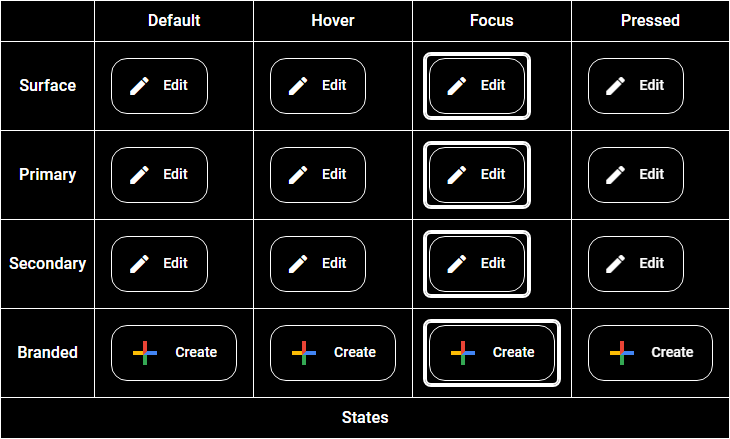 Default Hover Focus Pressed
Surface Edit Edit Edit Edit
Primary Edit Edit Edit Edit
Secondary Edit Edit Edit Edit
Branded Create Create Create Create
States